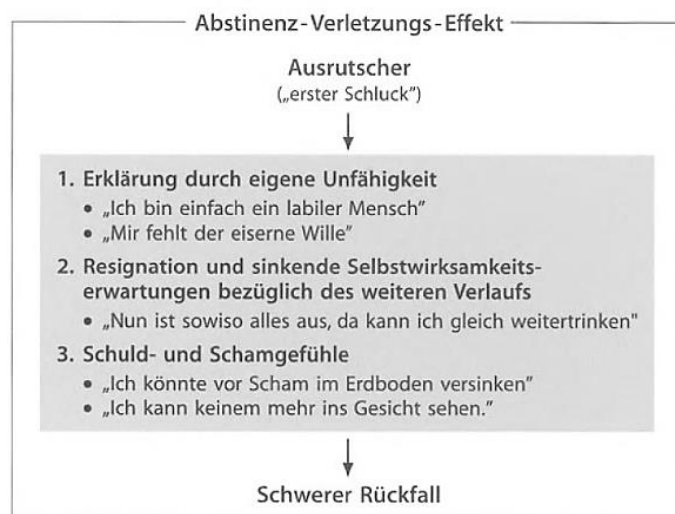 Abstinenz-Verletzungs-Effekt
Ausrutscher
(„erster Schluck”)
1. Erklärung durch eigene Unfähigkeit
• „Ich bin einfach ein labiler Mensch”
• „Mir fehlt der eiserne Wille”
2. Resignation und sinkende Selbstwirksamkeits-
erwartungen bezüglich des weiteren Verlaufs
• „Nun ist sowiso alles aus, da kann ich gleich weitertrinken"
3. Schuld- und Schamgefühle
• „Ich könnte vor Scham im Erdboden versinken”
• „Ich kann keinem mehr ins Gesicht sehen.”
Schwerer Rückfall